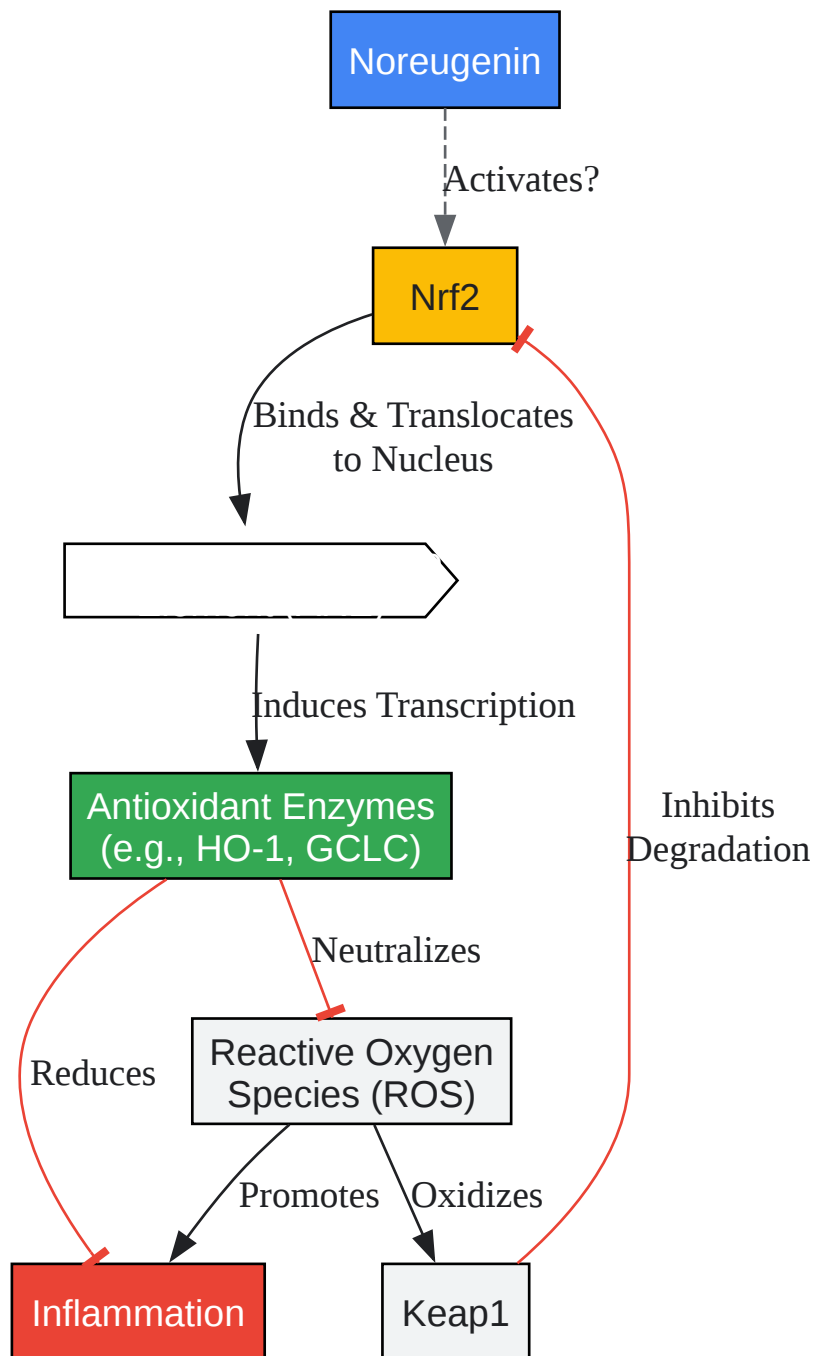 Noreugenin
Activates?
Nrf2
Binds & Translocates
to Nucleus
Induces Transcription
Antioxidant Enzymes
(e.g., HO-1, GCLC)
Inhibits
Degradation
Neutralizes
Reactive Oxygen
Species (ROS)
Reduces
Promotes
Oxidizes
Inflammation
Keap1